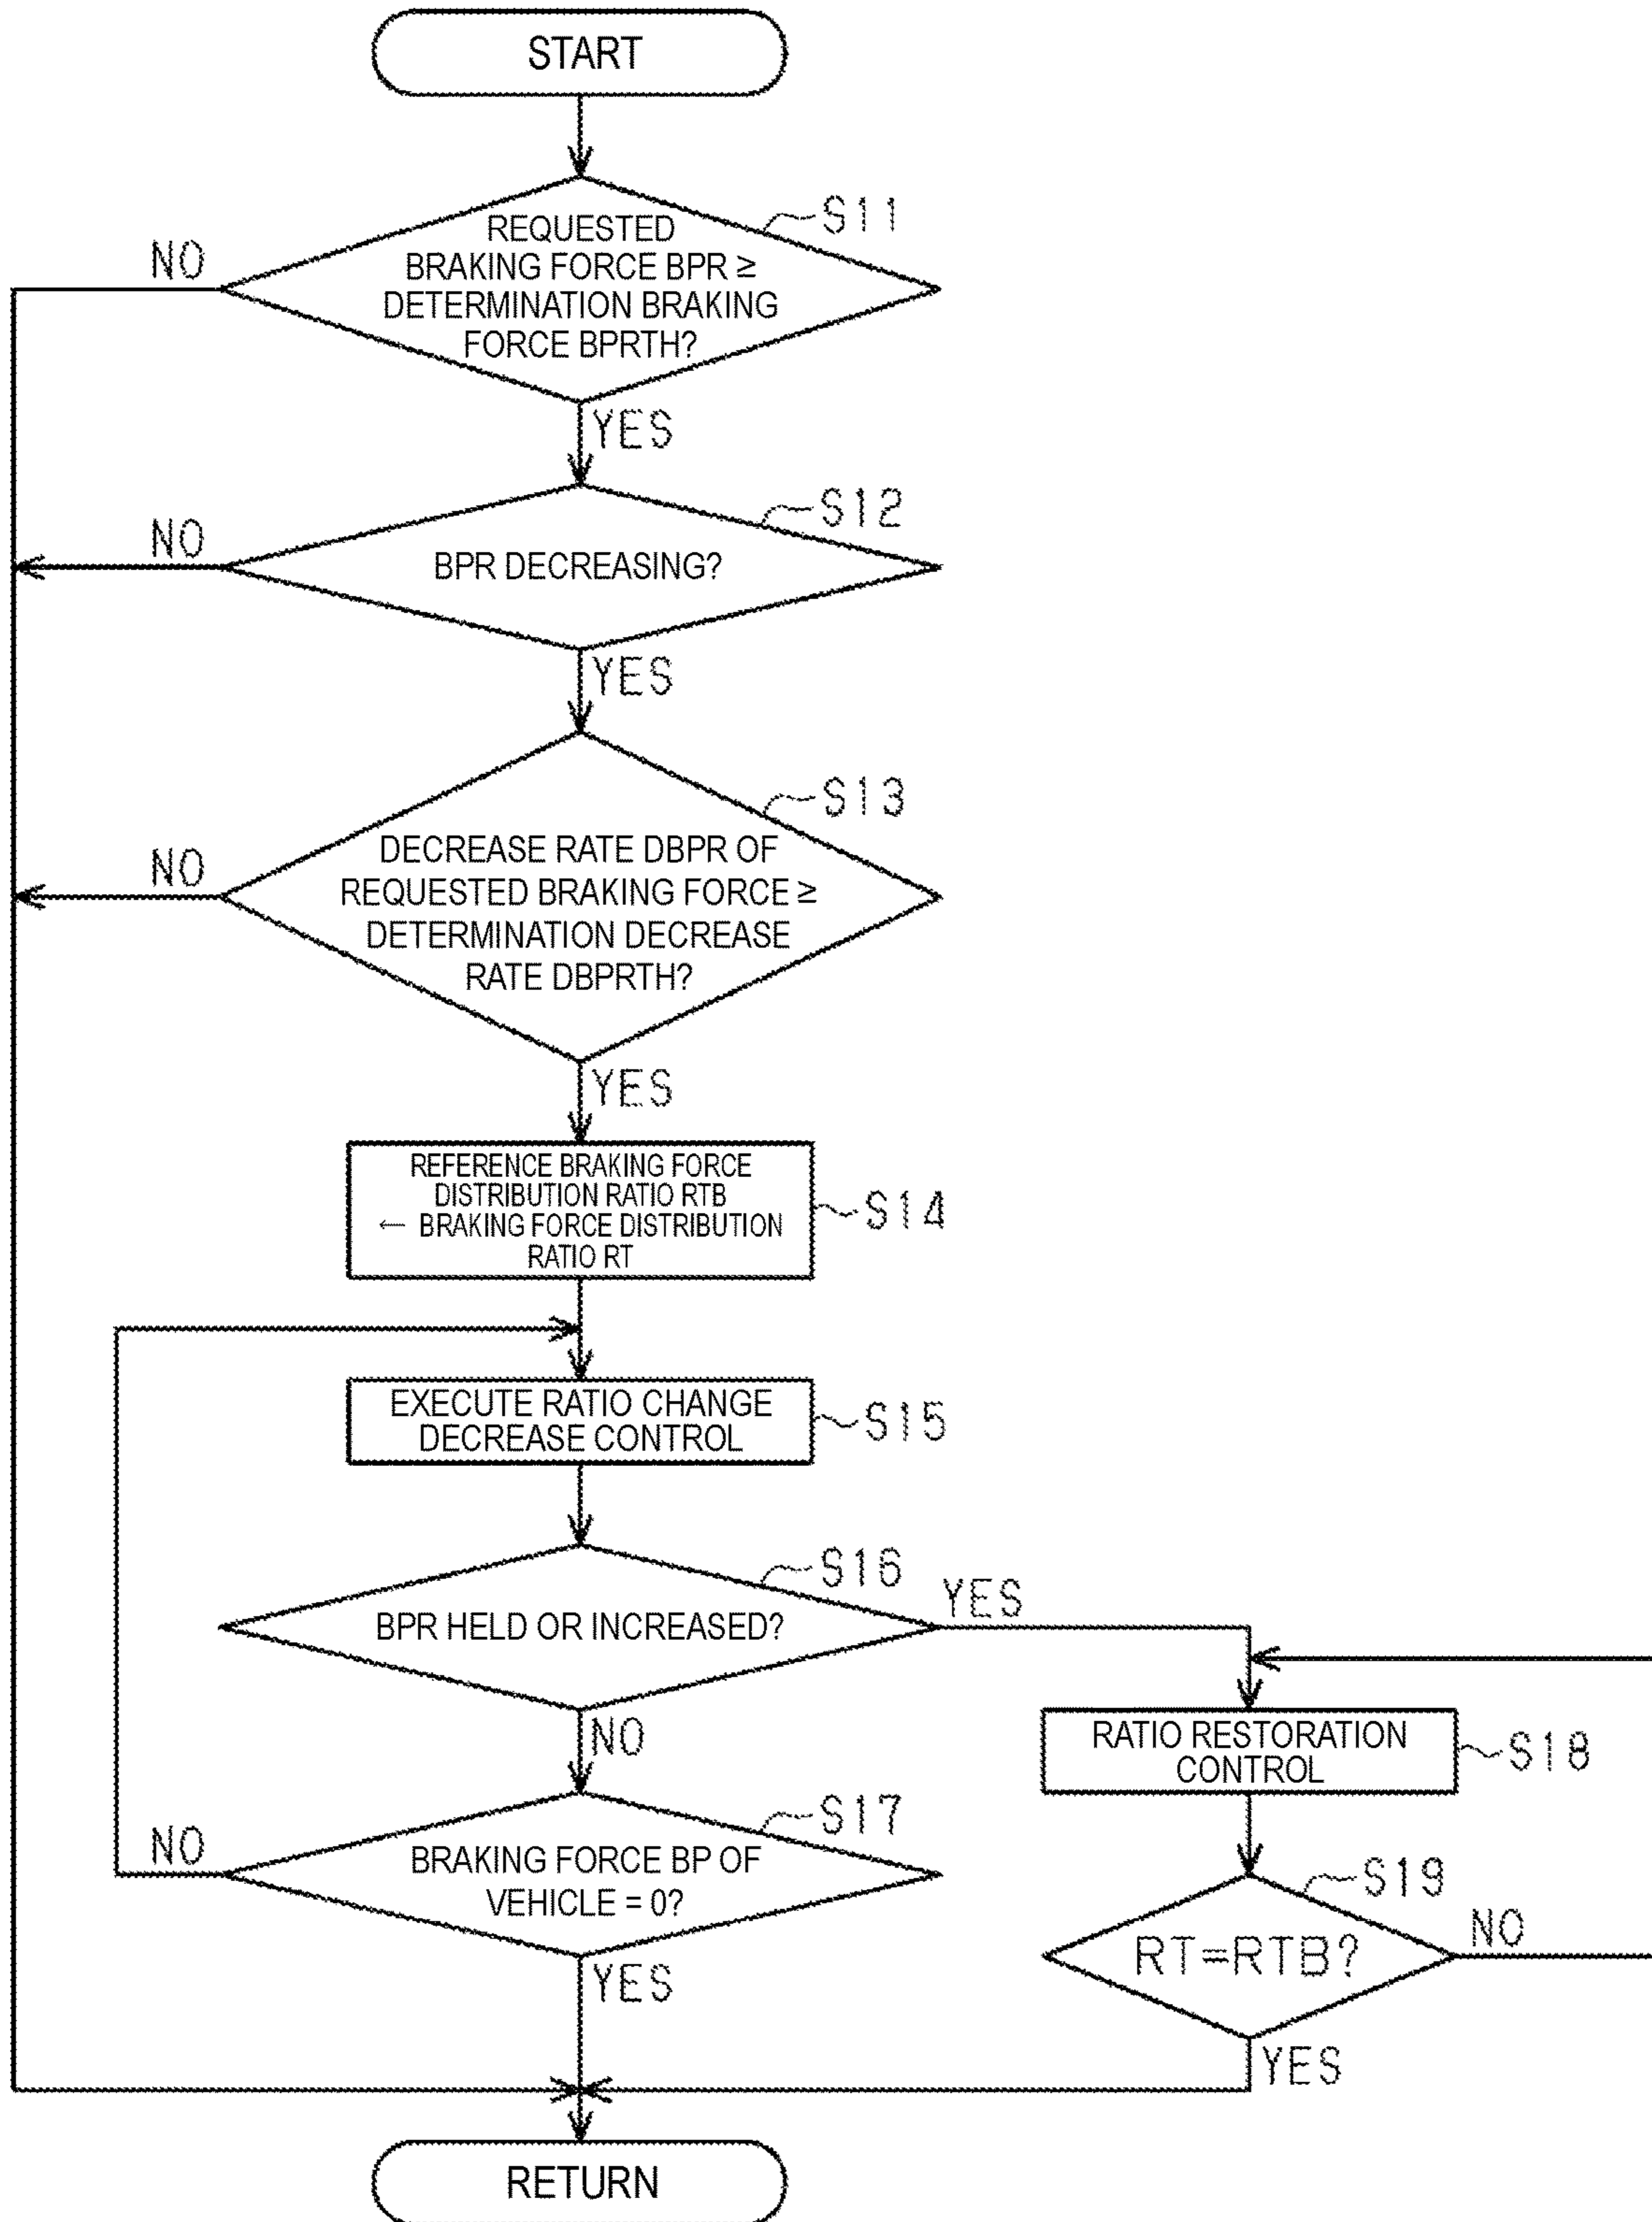 START
S11
REQUESTED
BRAKING FORCE BPR ≥
DETERMINATION BRAKING
FORCE BPRTH?
NO
YES
S12
BPR DECREASING?
NO
YES
S13
DECREASE RATE DBPR OF
REQUESTED BRAKING FORCE ≥
DETERMINATION DECREASE
RATE DBPRTH?
NO
YES
REFERENCE BRAKING FORCE
DISTRIBUTION RATIO RTB
← BRAKING FORCE DISTRIBUTION
RATIO RT
S14
EXECUTE RATIO CHANGE
DECREASE CONTROL
S15
S16
BPR HELD OR INCREASED?
YES
NO
RATIO RESTORATION
CONTROL
S18
S17
BRAKING FORCE BP OF
VEHICLE = 0?
NO
YES
S19
RT=RTB?
NO
YES
RETURN